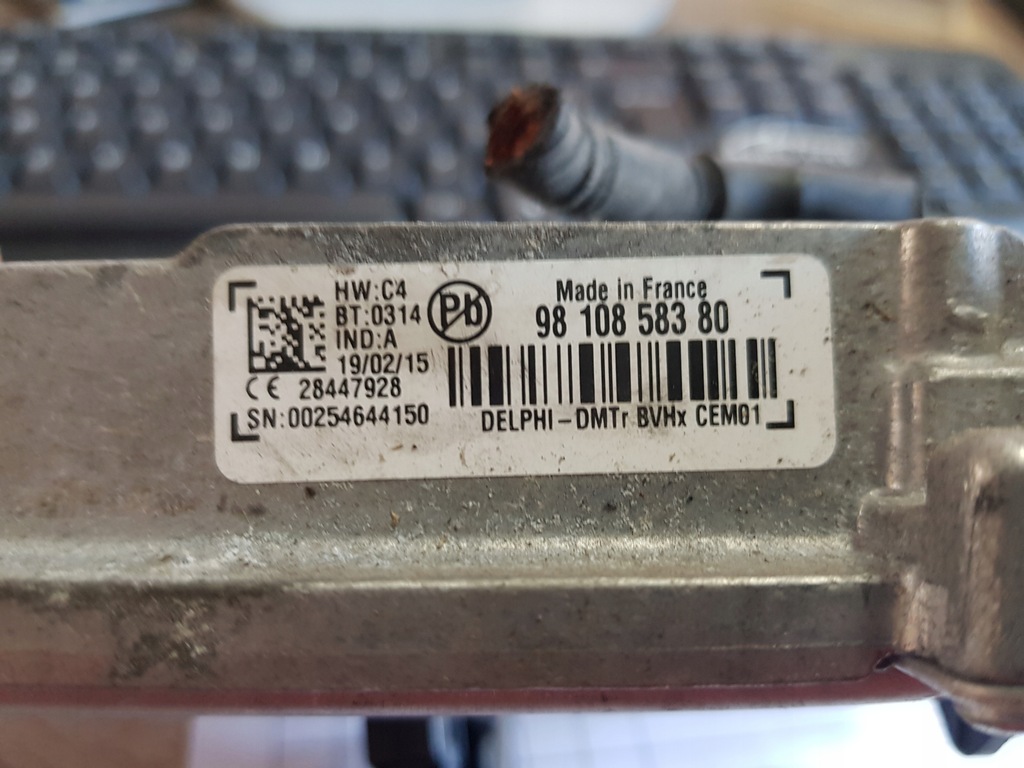 HW:C4
BT:0314
IND:A
19/02/15
CE 28447928
SN:00254644150
Pb
Made in France
98 108 583 80
DELPHI-DMTr BVHx CEM01